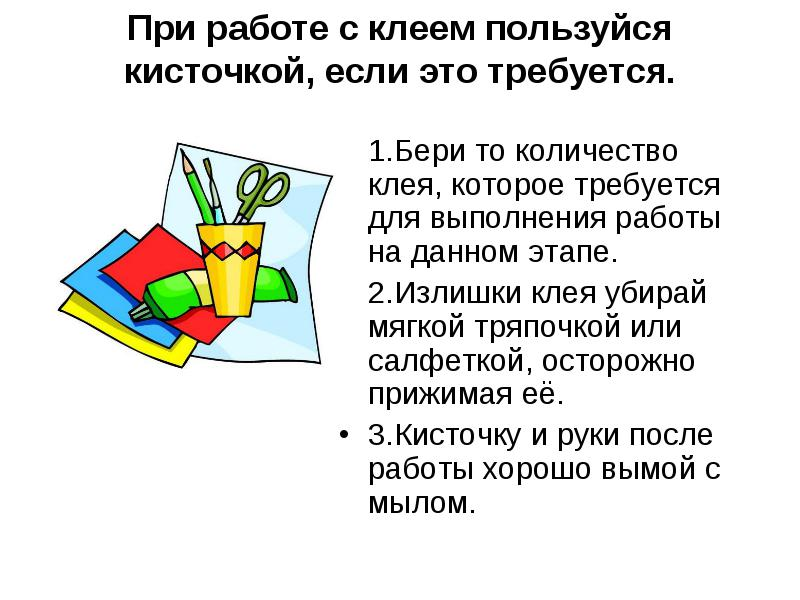 При работе с клеем пользуйся
кисточкой, если это требуется.
1.Бери то количество
клея, которое требуется
для выполнения работы
на данном этапе.
2.Излишки клея убирай
мягкой тряпочкой или
салфеткой, осторожно
прижимая её.
• 3.Кисточку и руки после
работы хорошо вымой с
мылом.